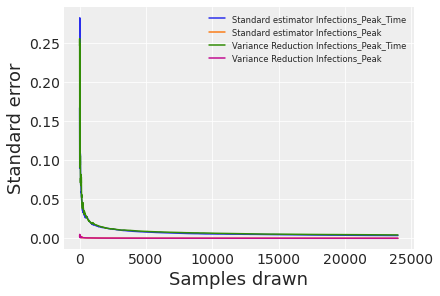 Standard estimator Infections_Peak_Time
Standard estimator Infections_Peak
Variance Reduction Infections_Peak_Time
Variance Reduction Infections_Peak
0.25
0.20
0.15
0.10
0.05
0.00
Standard error
0 5000 10000 15000 20000 25000
Samples drawn